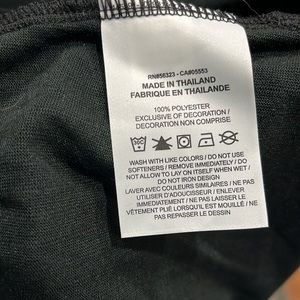 RN#56323 - CA#05553
MADE IN THAILAND
FABRIQUE EN THAILANDE
100% POLYESTER
EXCLUSIVE OF DECORATION /
DECORATION NON COMPRISE
WASH WITH LIKE COLORS / DO NOT USE
SOFTENERS / REMOVE IMMEDIATELY / DO
NOT ALLOW TO LAY ON ITSELF WHEN WET /
DO NOT IRON DESIGN
LAVER AVEC COULEURS SIMILAIRES / NE PAS
UTILISER D'ADOUCISSEUR / ENLEVER
IMMEDIATEMENT / NE PAS LAISSER LE
VÊTEMENT PLIÉ LORSQU'IL EST MOUILLÉ / NE
PAS REPASSER LE DESSIN